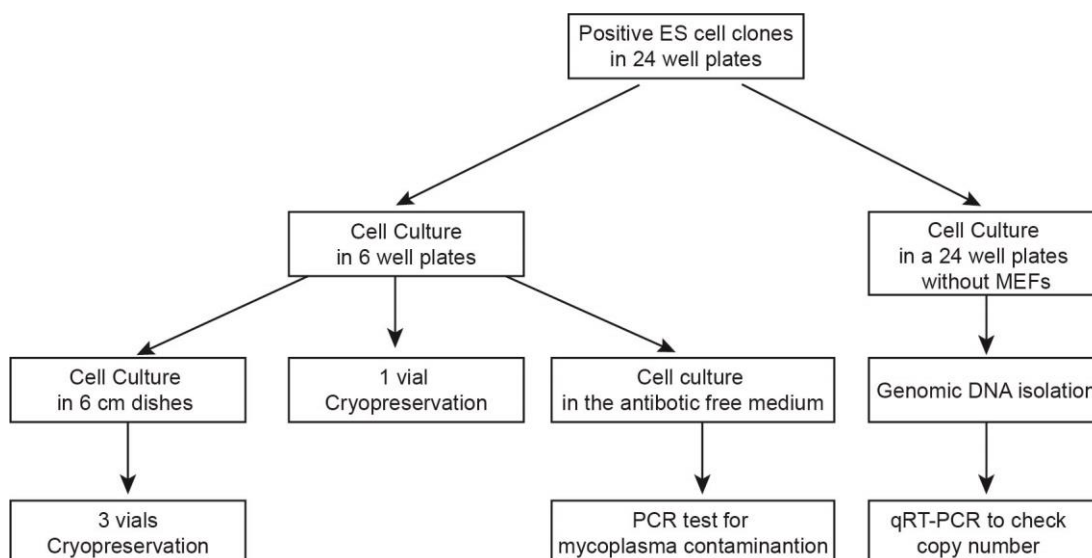 Positive ES cell clones
in 24 well plates
Cell Culture
in 6 well plates
Cell Culture
in a 24 well plates
without MEFs
Cell Culture
in 6 cm dishes
1 vial
Cryopreservation
Cell culture
in the antibotic free medium
Genomic DNA isolation
3 vials
Cryopreservation
PCR test for
mycoplasma contaminantion
qRT-PCR to check
copy number